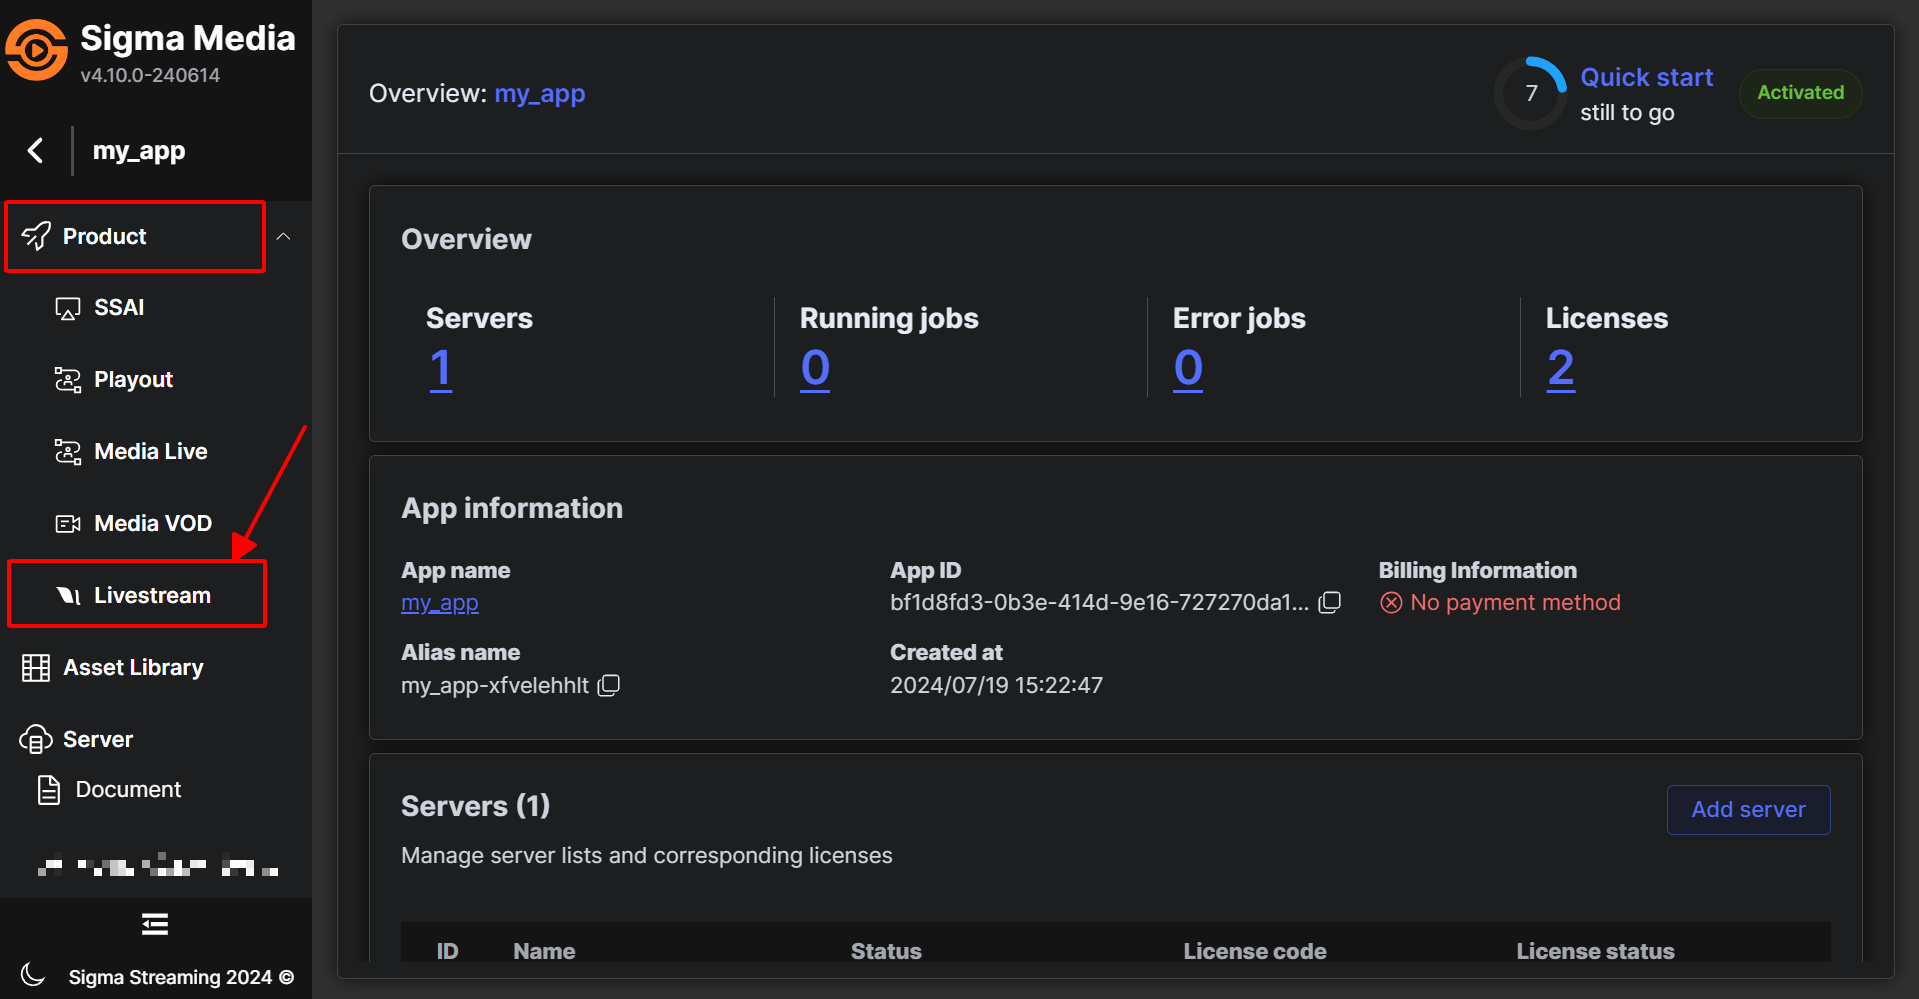 Sigma Media
v4.10.0-240614
my_app
Product
SSAI
Playout
Media Live
Media VOD
Livestream
Asset Library
Server
Document
Sigma Streaming 2024 ©
Overview: my_app
7
Quick start
still to go
Activated
Overview
Servers
1
Running jobs
0
Error jobs
0
Licenses
2
App information
App name
my_app
App ID
bf1d8fd3-0b3e-414d-9e16-727270da1...
Billing Information
No payment method
Alias name
my_app-xfvelehhlt
Created at
2024/07/19 15:22:47
Servers (1)
Add server
Manage server lists and corresponding licenses
ID Name Status License code License status